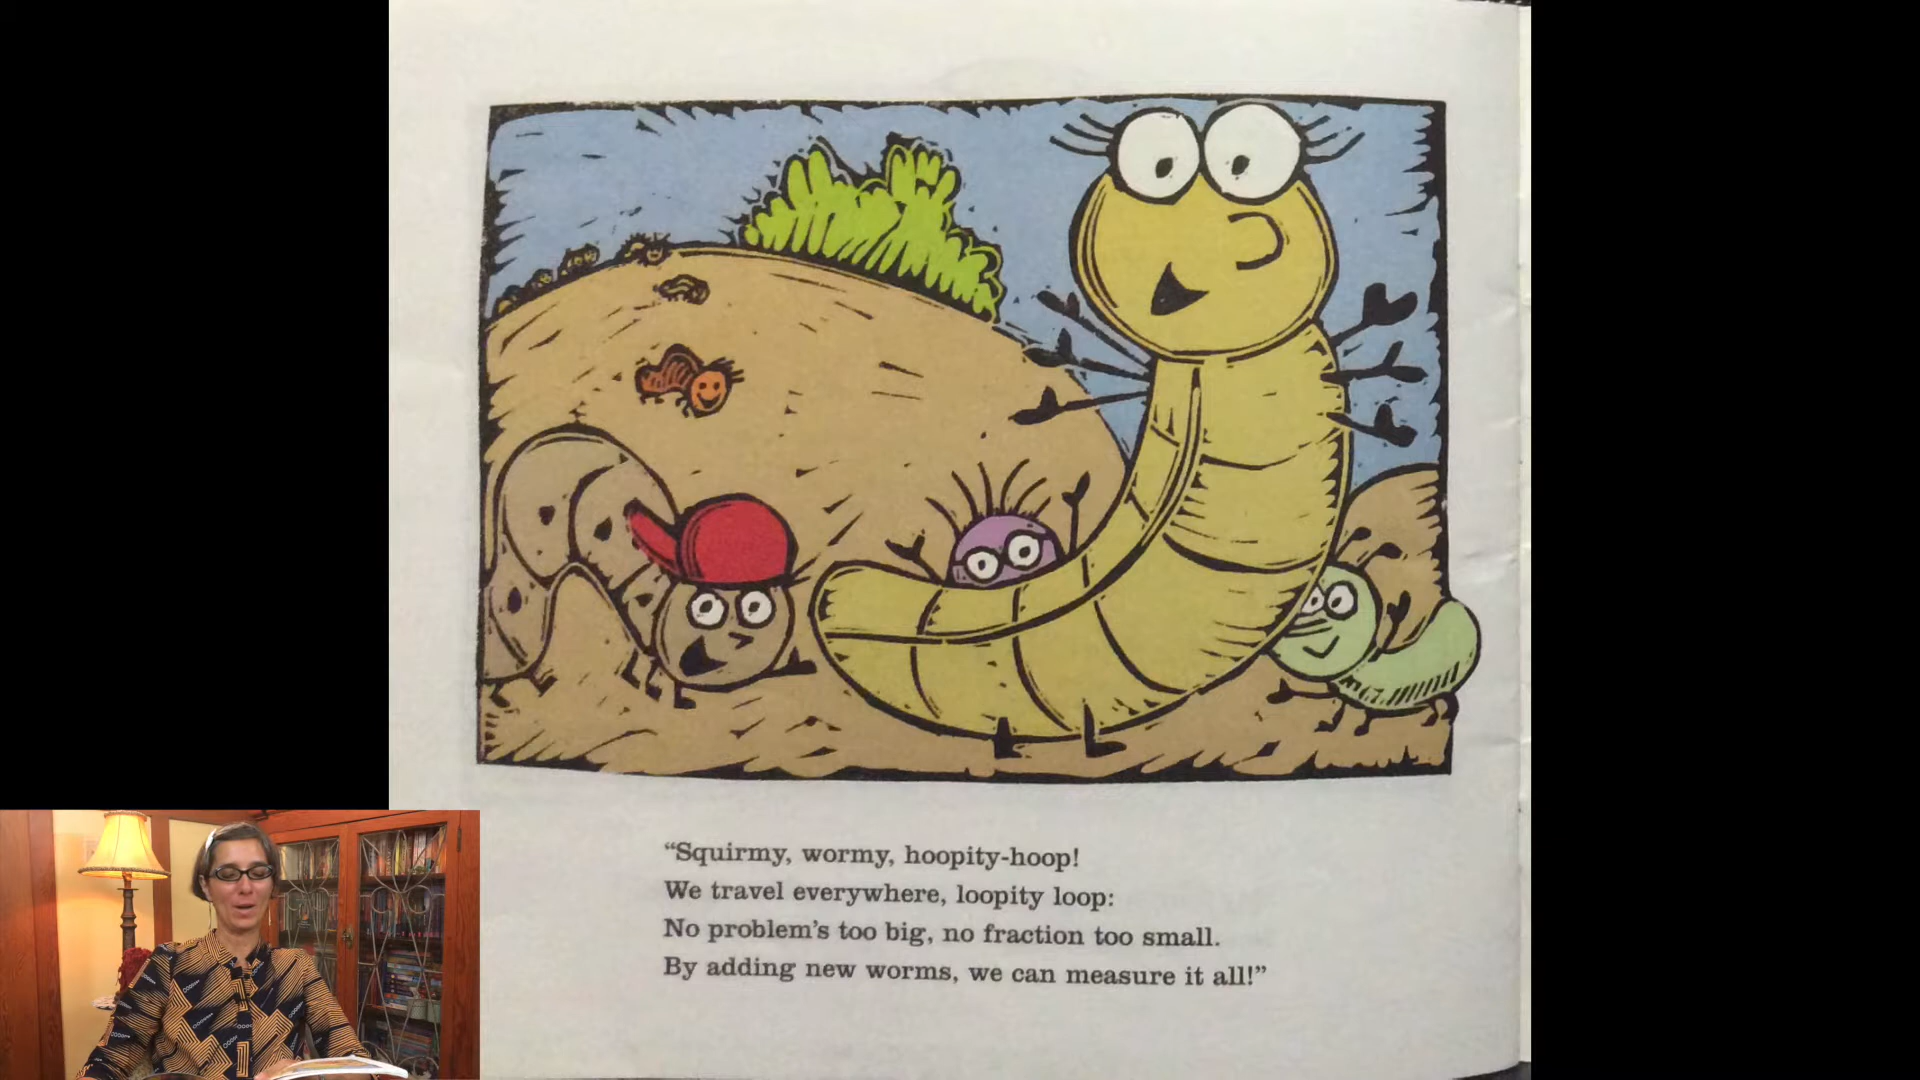 “Squirmy, wormy, hoopity-hoop!
We travel everywhere, loopity loop:
No problem’s too big, no fraction too small.
By adding new worms, we can measure it all!”